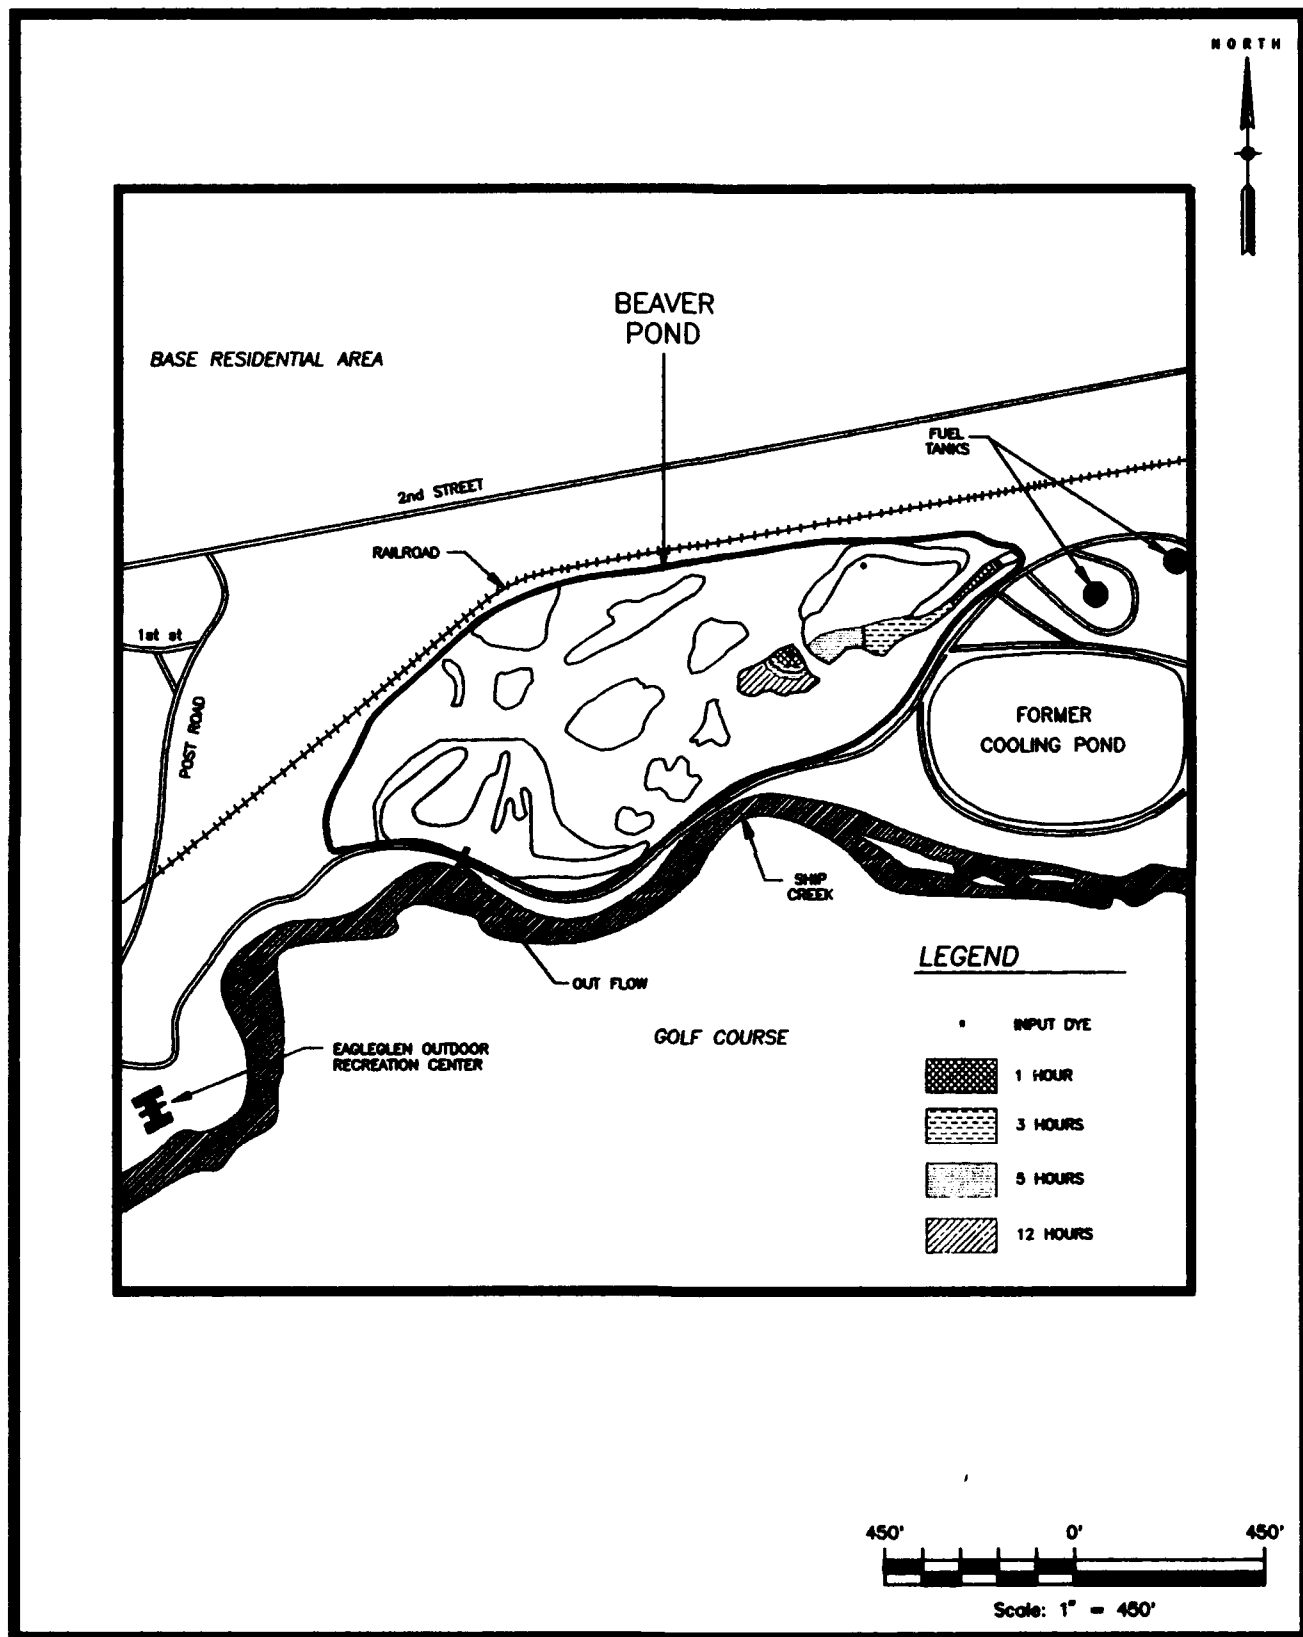 NORTH
BEAVER
POND
BASE RESIDENTIAL AREA
FUEL
TANKS
2nd STREET
RAILROAD
1st st
POST ROAD
FORMER
COOLING POND
SHIP
CREEK
LEGEND
OUT FLOW
INPUT DYE
GOLF COURSE
EAGLEGLEN OUTDOOR
RECREATION CENTER
1 HOUR
3 HOURS
5 HOURS
12 HOURS
450' 0' 450'
Scale: 1" = 450'